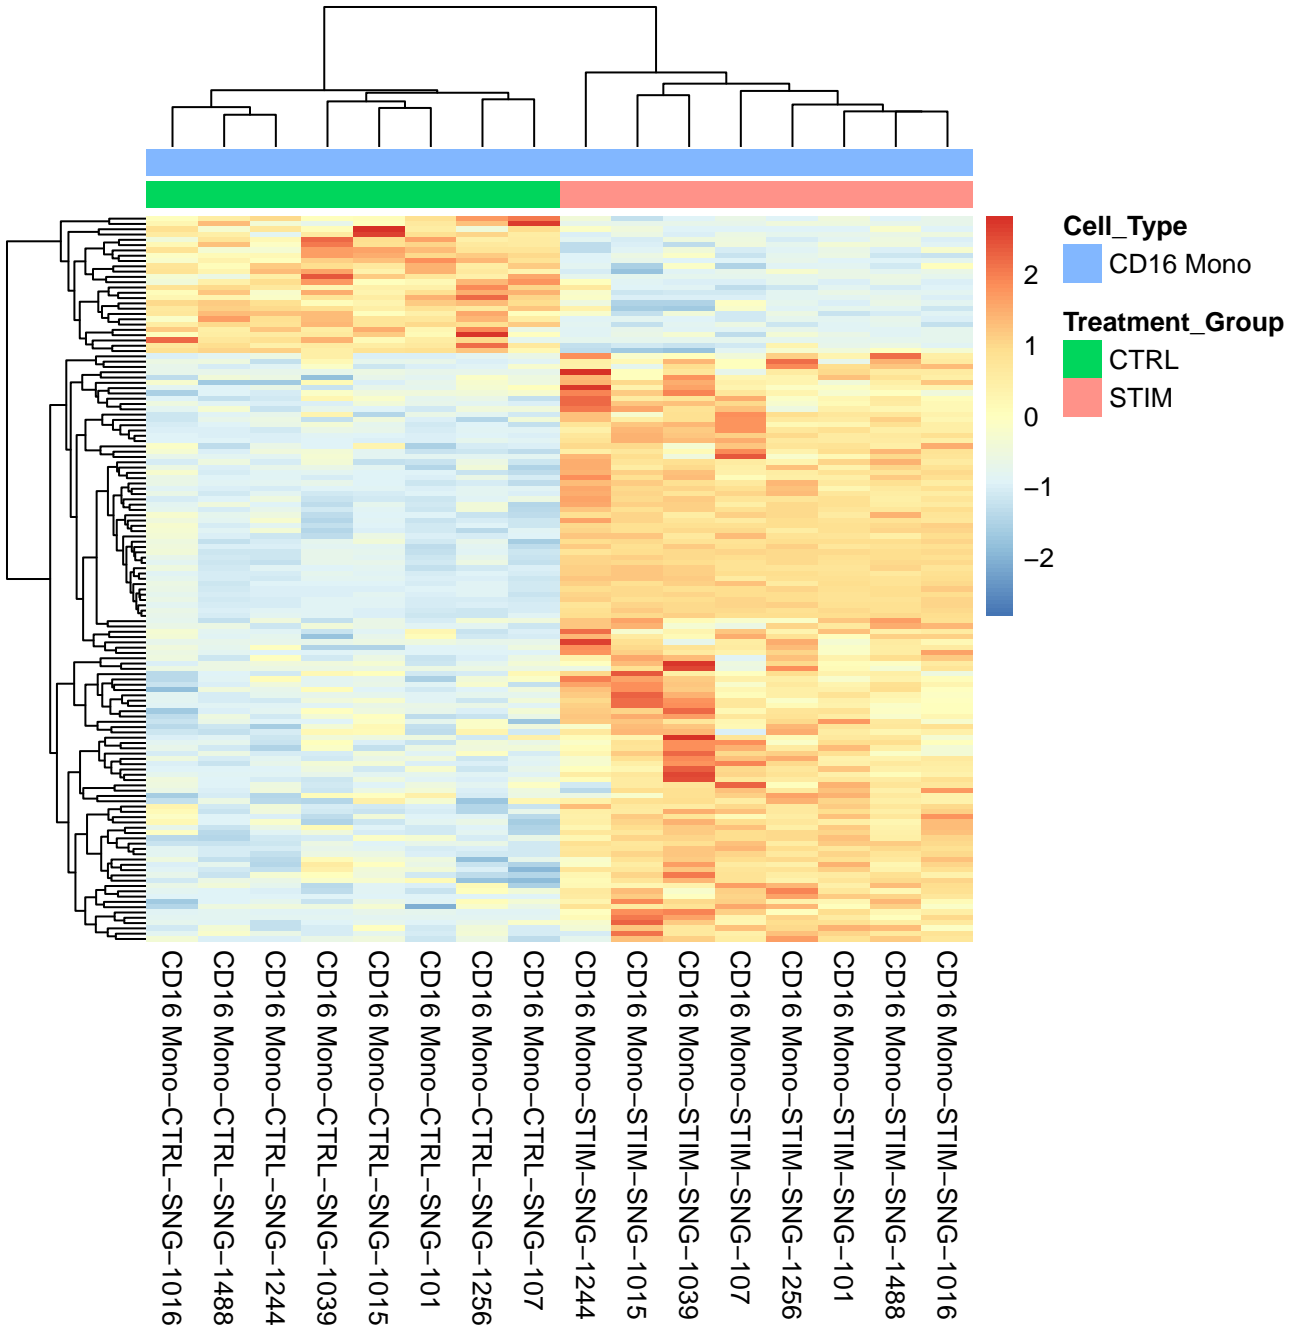 Cell_Type
CD16 Mono
Treatment_Group
CTRL
STIM
2
1
0
−1
−2
CD16 Mono−CTRL−SNG−1016
CD16 Mono−CTRL−SNG−1488
CD16 Mono−CTRL−SNG−1244
CD16 Mono−CTRL−SNG−1039
CD16 Mono−CTRL−SNG−1015
CD16 Mono−CTRL−SNG−101
CD16 Mono−CTRL−SNG−1256
CD16 Mono−CTRL−SNG−107
CD16 Mono−STIM−SNG−1244
CD16 Mono−STIM−SNG−1015
CD16 Mono−STIM−SNG−1039
CD16 Mono−STIM−SNG−107
CD16 Mono−STIM−SNG−1256
CD16 Mono−STIM−SNG−101
CD16 Mono−STIM−SNG−1488
CD16 Mono−STIM−SNG−1016